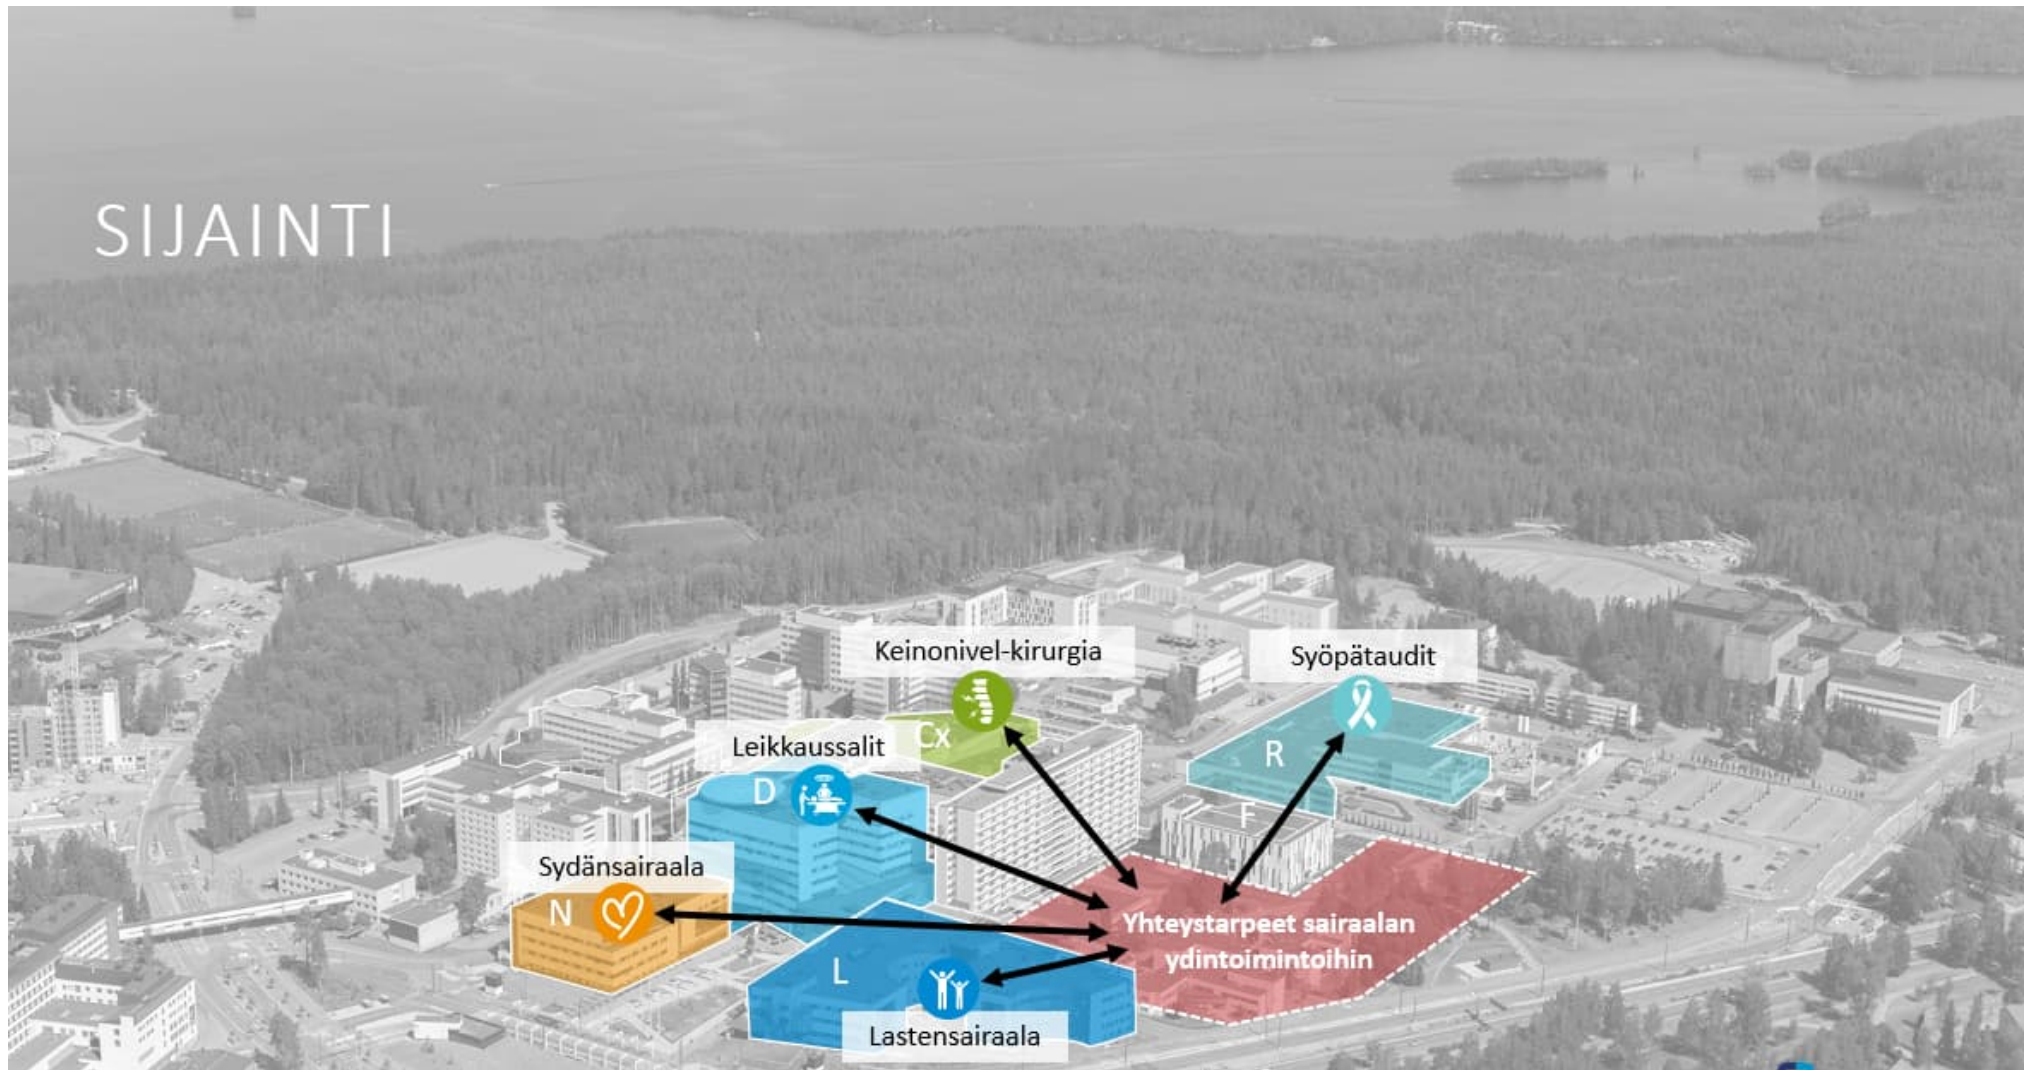 SIJAINTI
Keinonivel-kirurgia
Syöpätaudit
Cx
Leikkaussalit
R
D
F
Sydänsairaala
N
Yhteystarpeet sairaalan
ydintoimintoihin
L
Lastensairaala